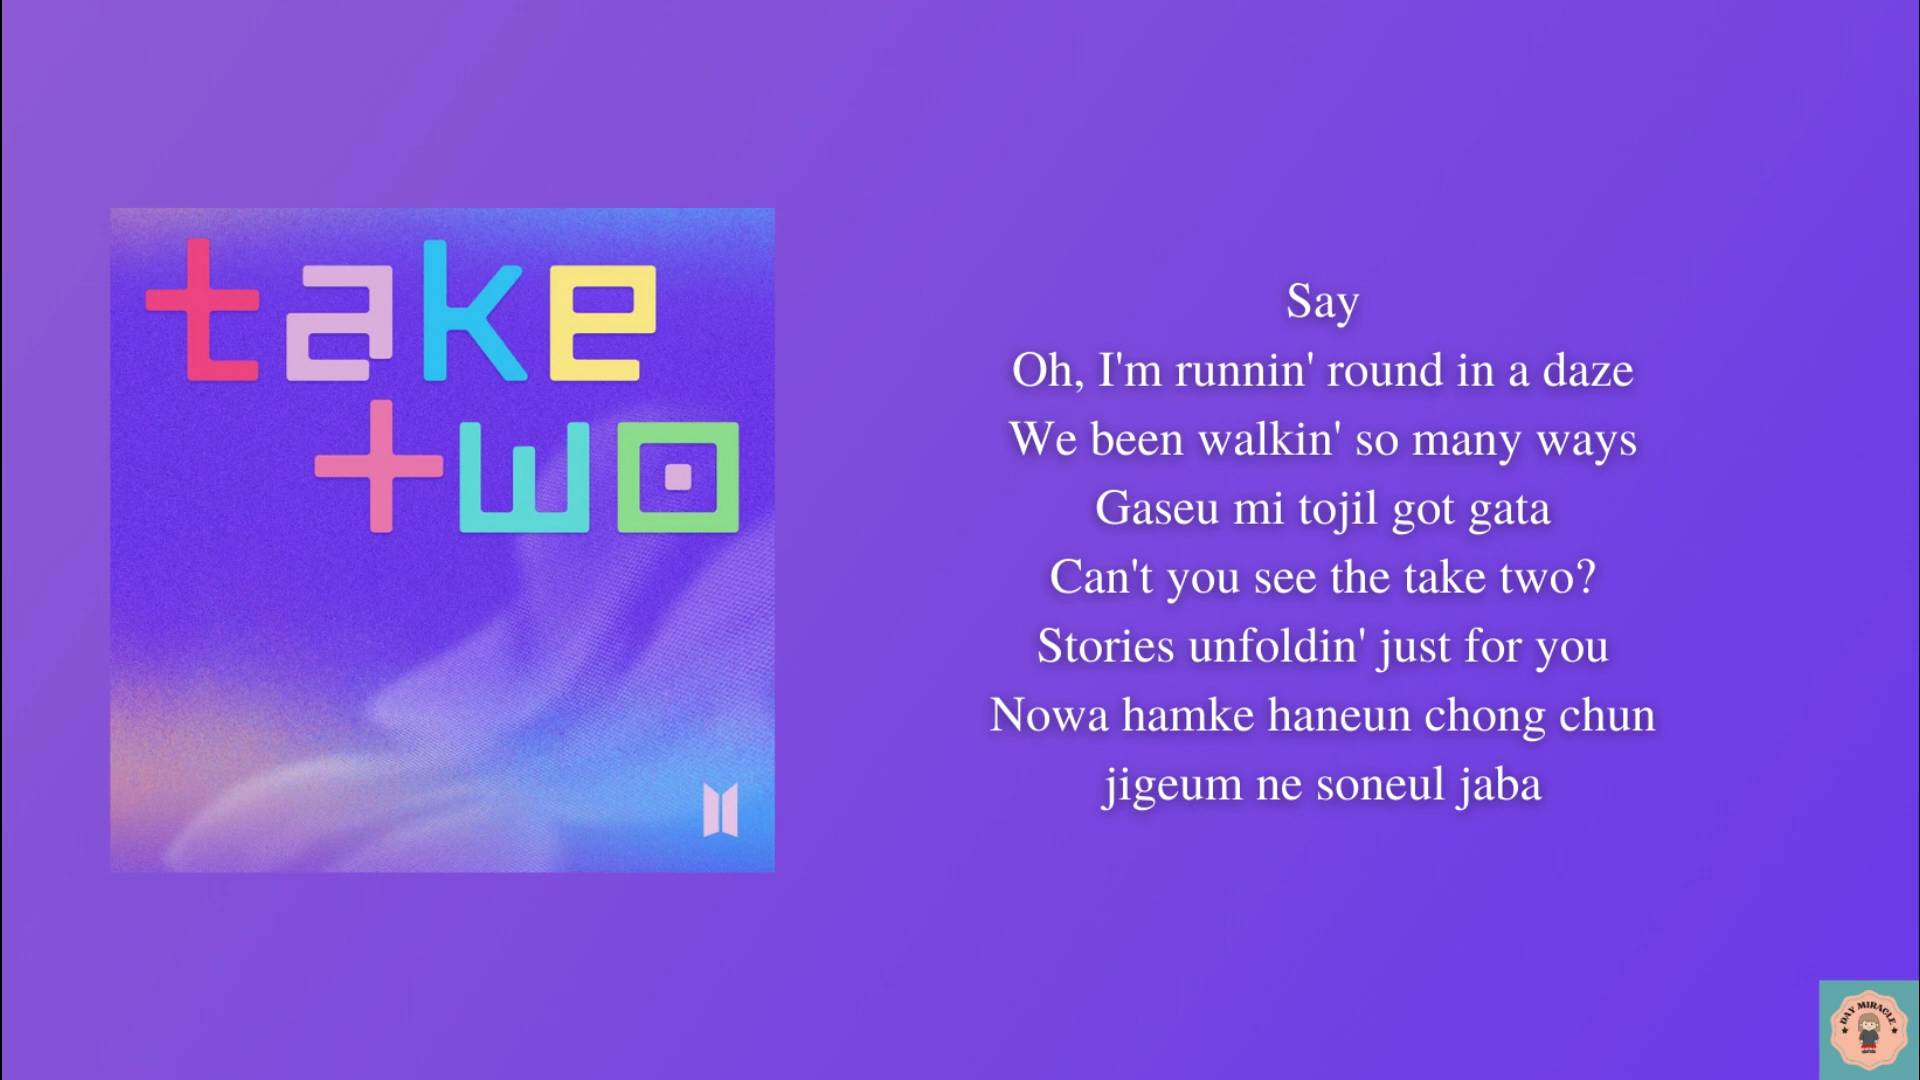 take
two
Say
Oh, I'm runnin' round in a daze
We been walkin' so many ways
Gaseu mi tojil got gata
Can't you see the take two?
Stories unfoldin' just for you
Nowa hamke haneun chong chun
jigeum ne soneul jaba
DAY MIRACLE